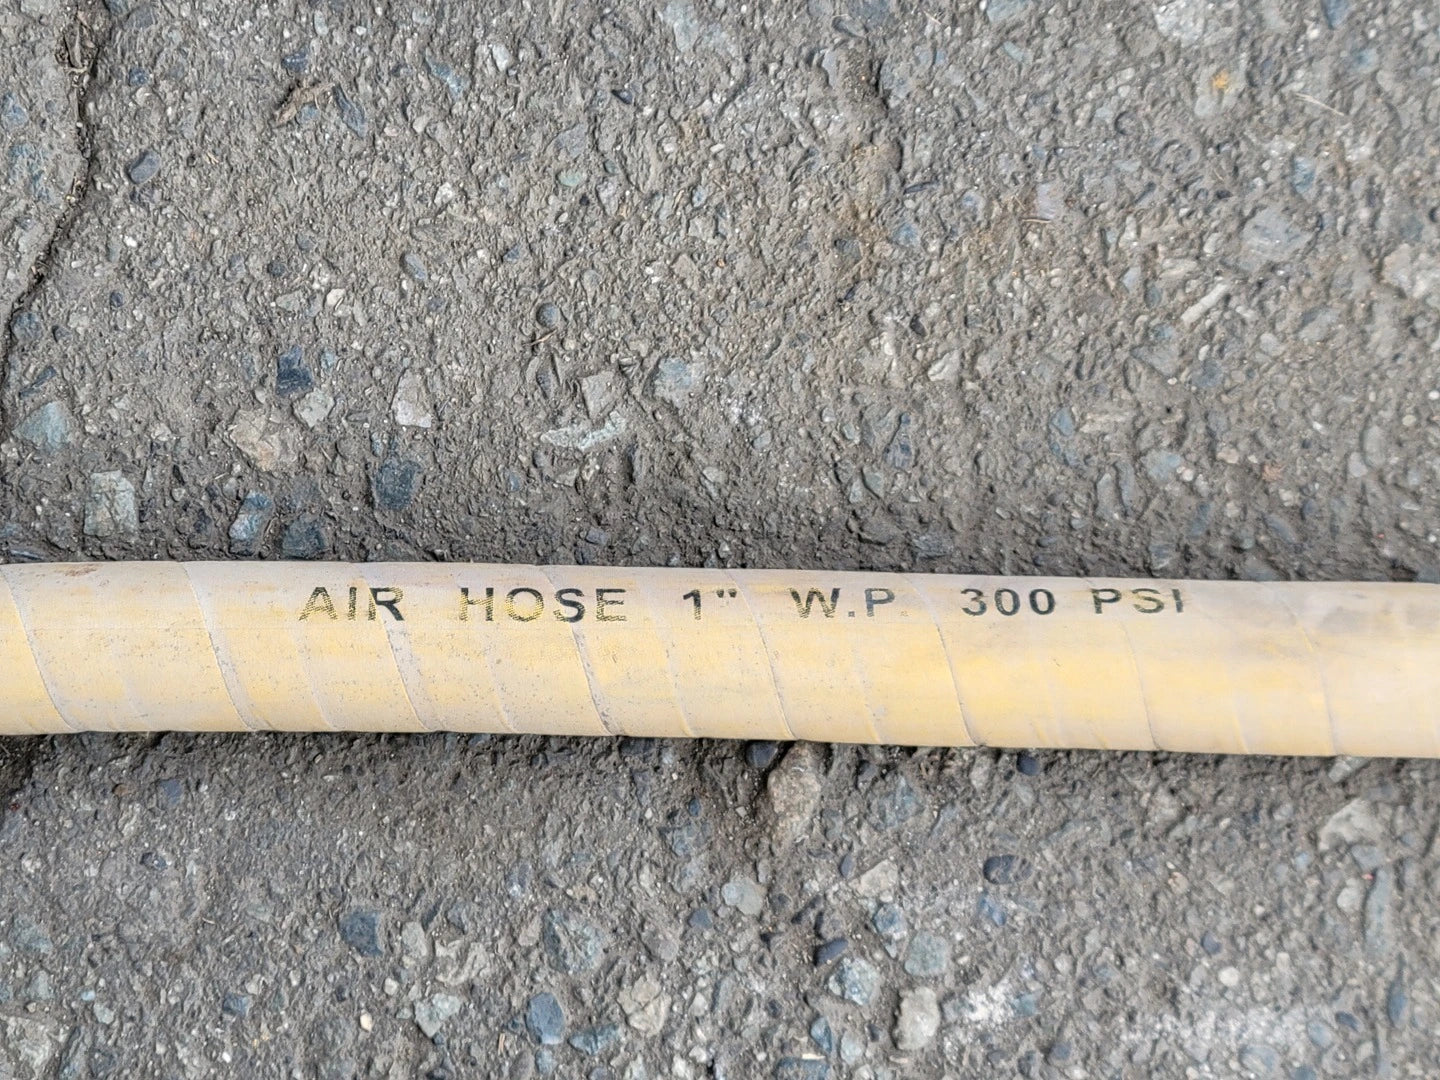 AIR HOSE 1" W.P. 300 PSI